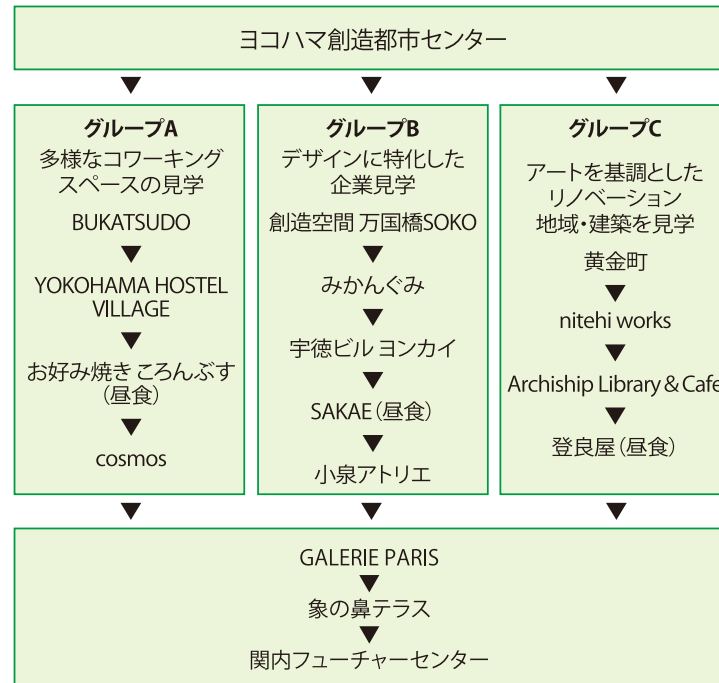 ヨコハマ創造都市センター
▼ ▼ ▼
グループA
多様なコワーキング
スペースの見学
BUKATSUDO
▼
YOKOHAMA HOSTEL
VILLAGE
▼
お好み焼き ころんぶす
(昼食)
▼
cosmos
グループB
デザインに特化した
企業見学
創造空間 万国橋SOKO
▼
みかんぐみ
▼
宇徳ビル ヨンカイ
▼
SAKAE(昼食)
▼
小泉アトリエ
グループC
アートを基調とした
リノベーション
地域・建築を見学
黄金町
▼
nitehi works
▼
Archiship Library & Cafe
▼
登良屋(昼食)
▼ ▼ ▼
GALERIE PARIS
▼
象の鼻テラス
▼
関内フューチャーセンター